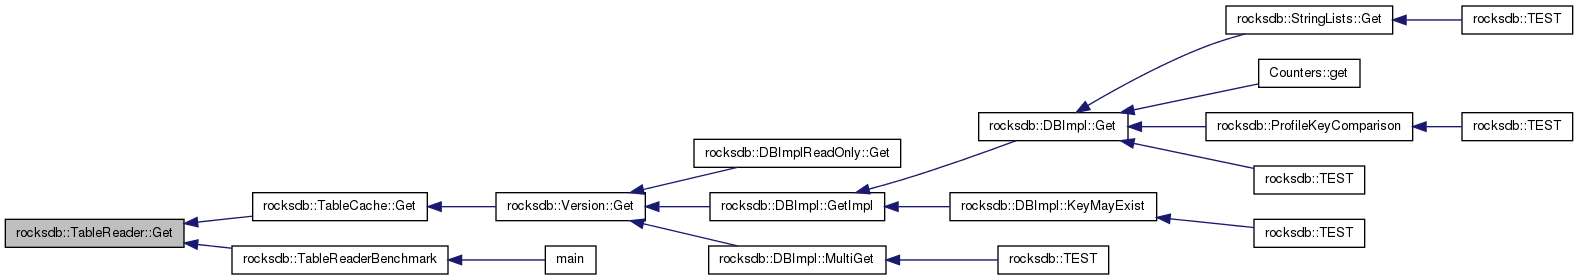 rocksdb::StringLists::Get
rocksdb::TEST
Counters::get
rocksdb::DBImpl::Get
rocksdb::ProfileKeyComparison
rocksdb::TEST
rocksdb::DBImplReadOnly::Get
rocksdb::TEST
rocksdb::TableCache::Get
rocksdb::Version::Get
rocksdb::DBImpl::GetImpl
rocksdb::DBImpl::KeyMayExist
rocksdb::TableReader::Get
rocksdb::TEST
rocksdb::TableReaderBenchmark
main
rocksdb::DBImpl::MultiGet
rocksdb::TEST